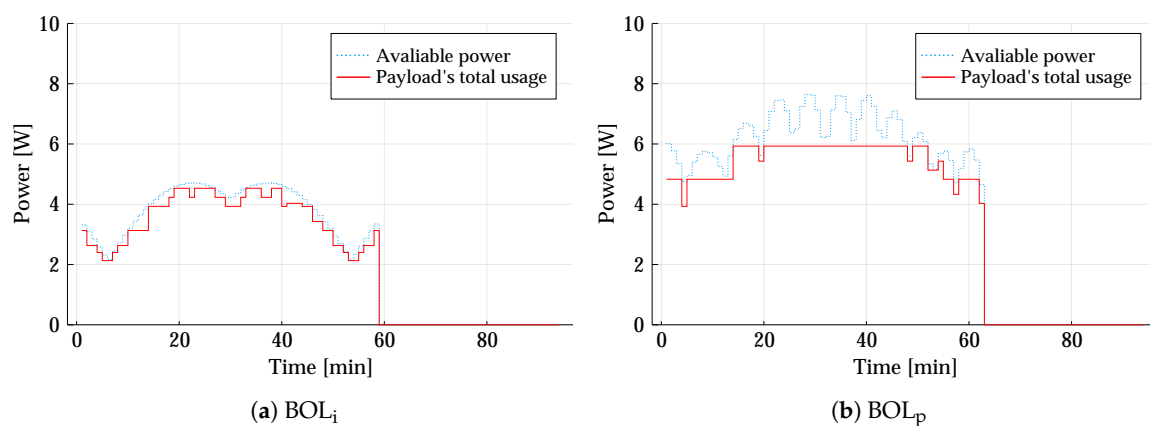 10
8
6
4
2
0
Power [W]
Avaliable power
Payload's total usage
0 20 40 60 80
Time [min]
(a) BOLi
10
8
6
4
2
0
Power [W]
Avaliable power
Payload's total usage
0 20 40 60 80
Time [min]
(b) BOLp